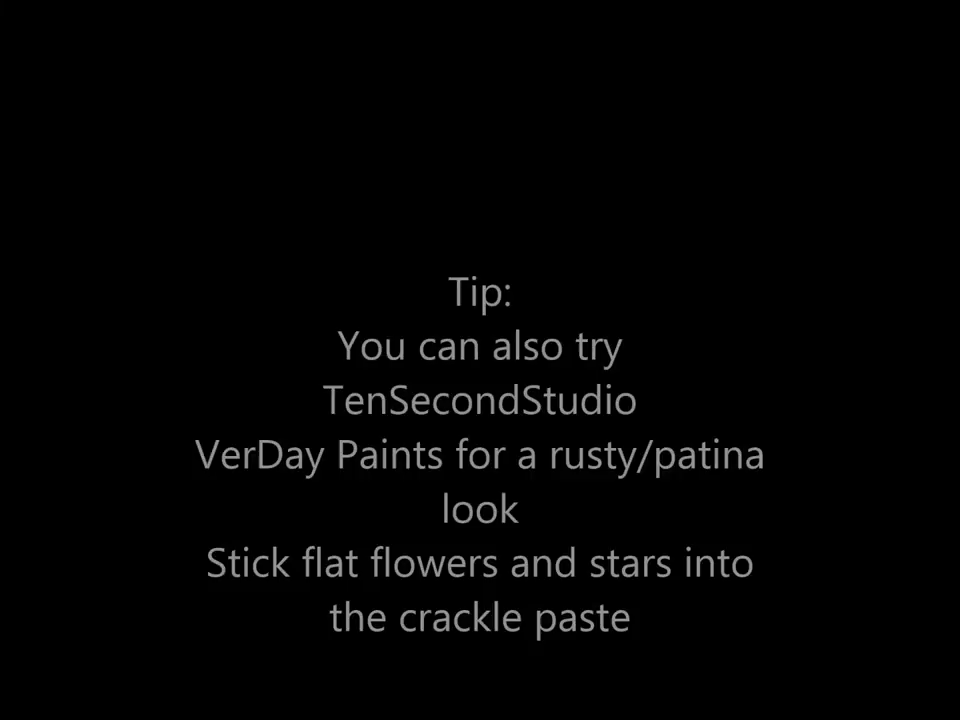 Tip:
You can also try
TenSecondStudio
VerDay Paints for a rusty/patina
look
Stick flat flowers and stars into
the crackle paste